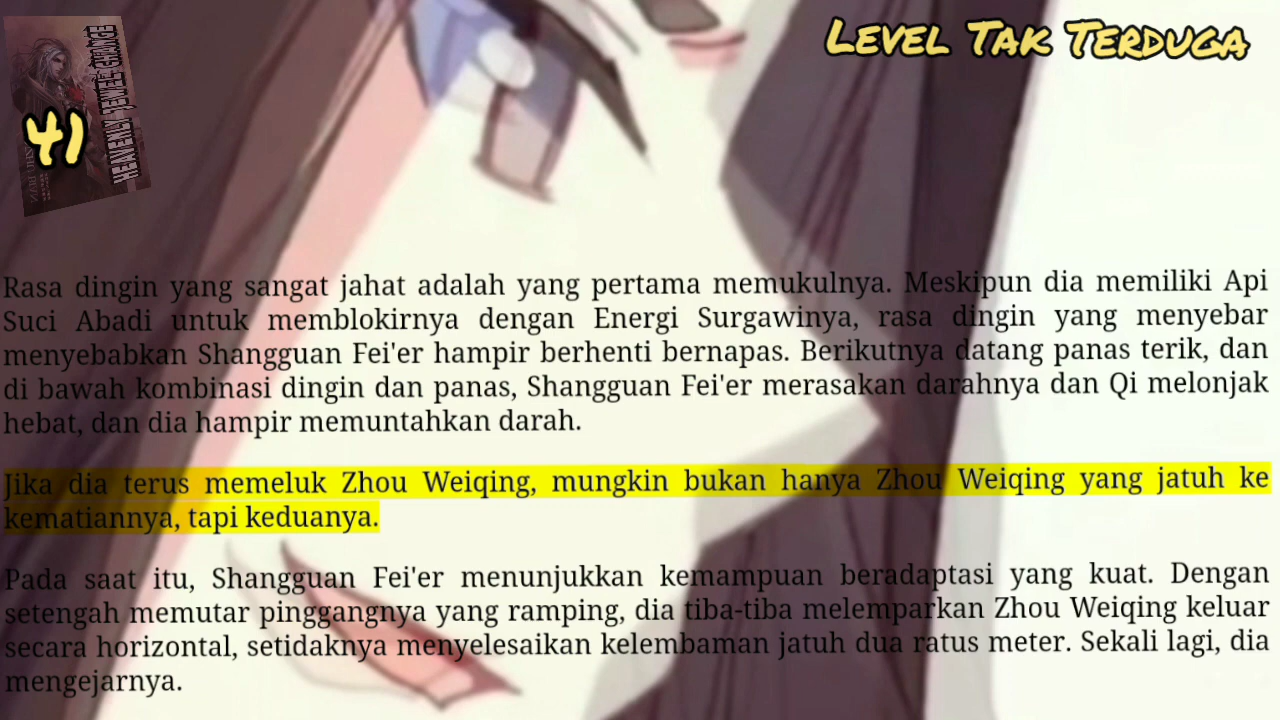 LEVEL TAK TERDUGA
HEAVENLY JEWEL CHANGE
41
Rasa dingin yang sangat jahat adalah yang pertama memukulnya. Meskipun dia memiliki Api
Suci Abadi untuk memblokirnya dengan Energi Surgawinya, rasa dingin yang menyebar
menyebabkan Shangguan Fei'er hampir berhenti bernapas. Berikutnya datang panas terik, dan
di bawah kombinasi dingin dan panas, Shangguan Fei'er merasakan darahnya dan Qi melonjak
hebat, dan dia hampir memuntahkan darah.
Jika dia terus memeluk Zhou Weiqing, mungkin bukan hanya Zhou Weiqing yang jatuh ke
kematiannya, tapi keduanya.
Pada saat itu, Shangguan Fei'er menunjukkan kemampuan beradaptasi yang kuat. Dengan
setengah memutar pinggangnya yang ramping, dia tiba-tiba melemparkan Zhou Weiqing keluar
secara horizontal, setidaknya menyelesaikan kelembaman jatuh dua ratus meter. Sekali lagi, dia
mengejarnya.